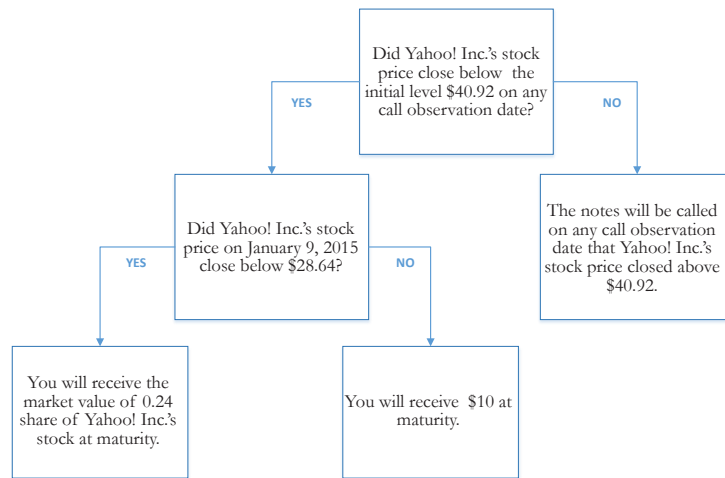 Did Yahoo! Inc.'s stock
price close below the
initial level $40.92 on any
call observation date?
YES
NO
Did Yahoo! Inc.'s stock
price on January 9, 2015
close below $28.64?
The notes will be called
on any call observation
date that Yahoo! Inc.'s
stock price closed above
$40.92.
YES
NO
You will receive the
market value of 0.24
share of Yahoo! Inc.'s
stock at maturity.
You will receive $10 at
maturity.